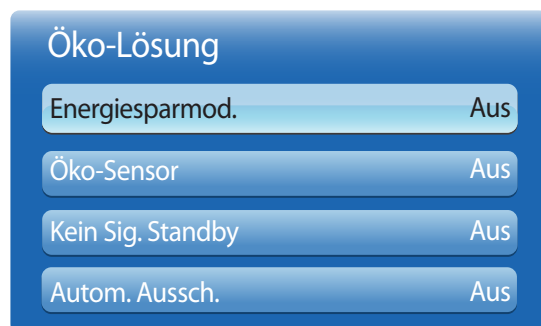 Öko-Lösung
Energiesparmod. Aus
Öko-Sensor Aus
Kein Sig. Standby Aus
Autom. Aussch. Aus